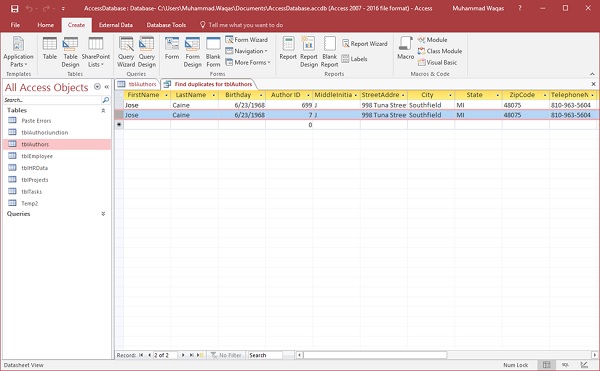 AccessDatabase : Database- C:\Users\Muhammad.Waqas\Documents\AccessDatabase.accdb (Access 2007 - 2016 file format) - Access
Muhammad Waqas
File Home Create External Data Database Tools Tell me what you want to do
Application Parts
Table Table Design SharePoint Lists
Query Wizard Query Design
Form Form Design Blank Form
Form Wizard
Navigation
More Forms
Report Report Design Blank Report
Report Wizard
Labels
Macro
Module
Class Module
Visual Basic
Templates Tables Queries Forms Reports Macros & Code
All Access Objects
Search...
Tables
Paste Errors
tblAuthorJunction
tblAuthors
tblEmployee
tblHRData
tblProjects
tblTasks
Temp2
Queries
tblAuthors Find duplicates for tblAuthors
FirstName LastName Birthday Author ID MiddleInitia StreetAddre City State ZipCode TelephoneN
Jose Caine 6/23/1968 699 J 998 Tuna Stree Southfield MI 48075 810-963-5604
Jose Caine 6/23/1968 7 J 998 Tuna Stree Southfield MI 48075 810-963-5604
0
Record: 2 of 2 No Filter Search
Datasheet View
Num Lock
SQL